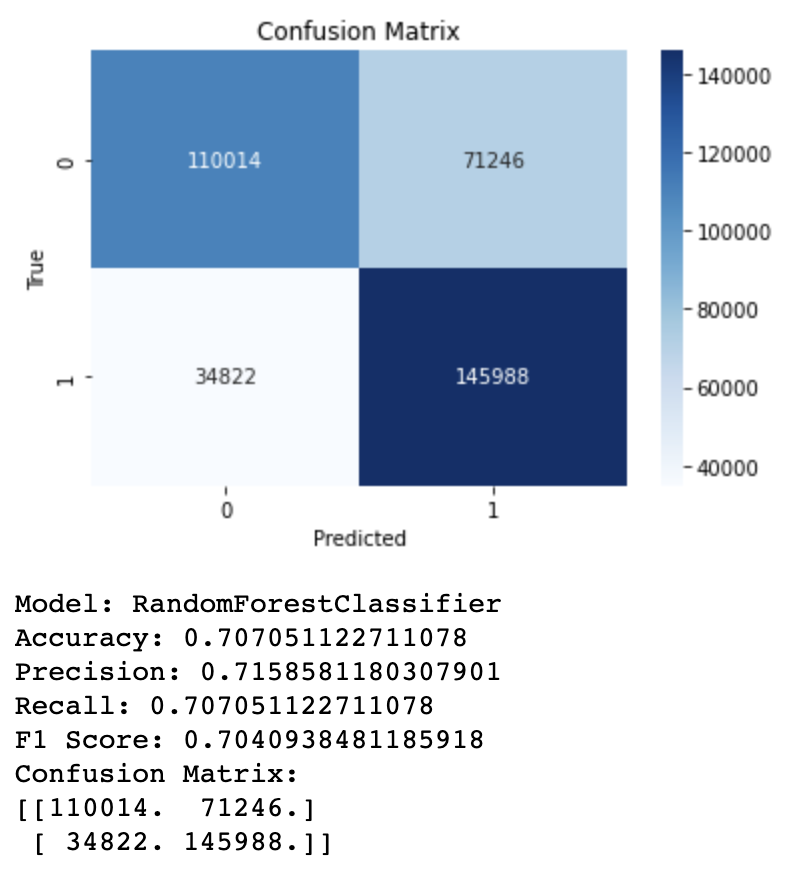 Confusion Matrix
140000
0
110014
71246
120000
100000
True
80000
1
34822
145988
60000
40000
0
1
Predicted
Model: RandomForestClassifier
Accuracy: 0.707051122711078
Precision: 0.7158581180307901
Recall: 0.707051122711078
F1 Score: 0.7040938481185918
Confusion Matrix:
[[110014.  71246.]
 [ 34822. 145988.]]